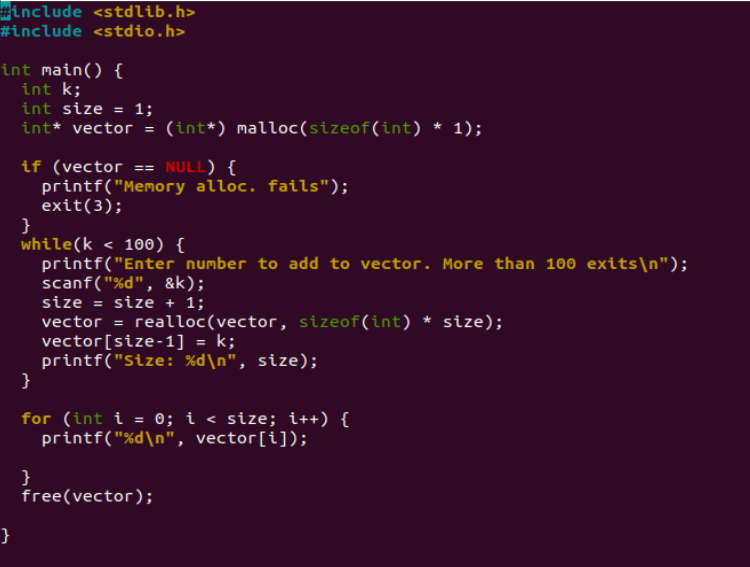 #include <stdlib.h>
#include <stdio.h>
int main() {
int k;
int size = 1;
int* vector = (int*) malloc(sizeof(int) * 1);
if (vector == NULL) {
printf("Memory alloc. fails");
exit(3);
}
while(k < 100) {
printf("Enter number to add to vector. More than 100 exits\n");
scanf("%d", &k);
size = size + 1;
vector = realloc(vector, sizeof(int) * size);
vector[size-1] = k;
printf("Size: %d\n", size);
}
for (int i = 0; i < size; i++) {
printf("%d\n", vector[i]);
}
free(vector);
}